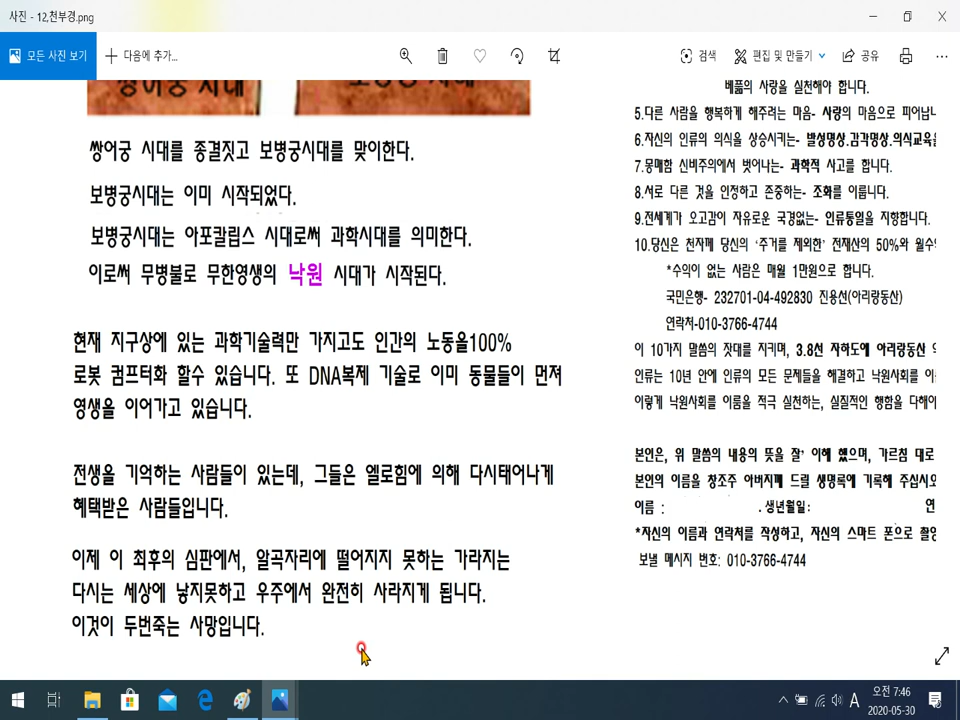 사진 - 12,천부경.png
모든 사진 보기
다음에 추가...
검색
편집 및 만들기
공유
쌍어궁 시대
쌍어궁 시대를 종결짓고 보병궁시대를 맞이한다.
보병궁시대는 이미 시작되었다.
보병궁시대는 아포칼립스 시대로써 과학시대를 의미한다.
이로써 무병불로 무한영생의 낙원 시대가 시작된다.
현재 지구상에 있는 과학기술력만 가지고도 인간의 노동을100%
로봇 컴프터화 할수 있습니다. 또 DNA복제 기술로 이미 동물들이 먼저
영생을 이어가고 있습니다.
전생을 기억하는 사람들이 있는데, 그들은 엘로힘에 의해 다시태어나게
혜택받은 사람들입니다.
이제 이 최후의 심판에서, 알곡자리에 떨어지지 못하는 가라지는
다시는 세상에 낳지못하고 우주에서 완전히 사라지게 됩니다.
이것이 두번죽는 사망입니다.
베풂의 사랑을 실천해야 합니다.
5.다른 사람을 행복하게 해주려는 마음- 사랑의 마음으로 피어납니
6.자신의 인류의 의식을 상승시키는- 발성명상.감각명상.의식교육을
7.몽매함 신비주의에서 벗어나는- 과학적 사고를 합니다.
8.서로 다른 것을 인정하고 존중하는- 조화를 이룹니다.
9.전세계가 오고감이 자유로운 국경없는- 인류통일을 지향합니다.
10.당신은 천자께 당신의 '주거를 제외한' 전재산의 50%와 월수
*수익이 없는 사람은 매월 1만원으로 합니다.
국민은행- 232701-04-492830 진용선(아리랑동산)
연락처-010-3766-4744
이 10가지 말씀의 잣대를 지키며, 3.8선 자하도에 아리랑동산
인류는 10년 안에 인류의 모든 문제들을 해결하고 낙원사회를 이
이렇게 낙원사회를 이룸을 적극 실천하는, 실질적인 행함을 다해야
본인은, 위 말씀의 내용의 뜻을 잘' 이해 했으며, 가르침 대로
본인의 이름을 창조주 아버지께 드릴 생명록에 기록해 주십시오
이름 : . 생년월일: 연
*자신의 이름과 연락처를 작성하고, 자신의 스마트 폰으로 촬영
보낼 메시지 번호: 010-3766-4744
A
오전 7:46
2020-05-30